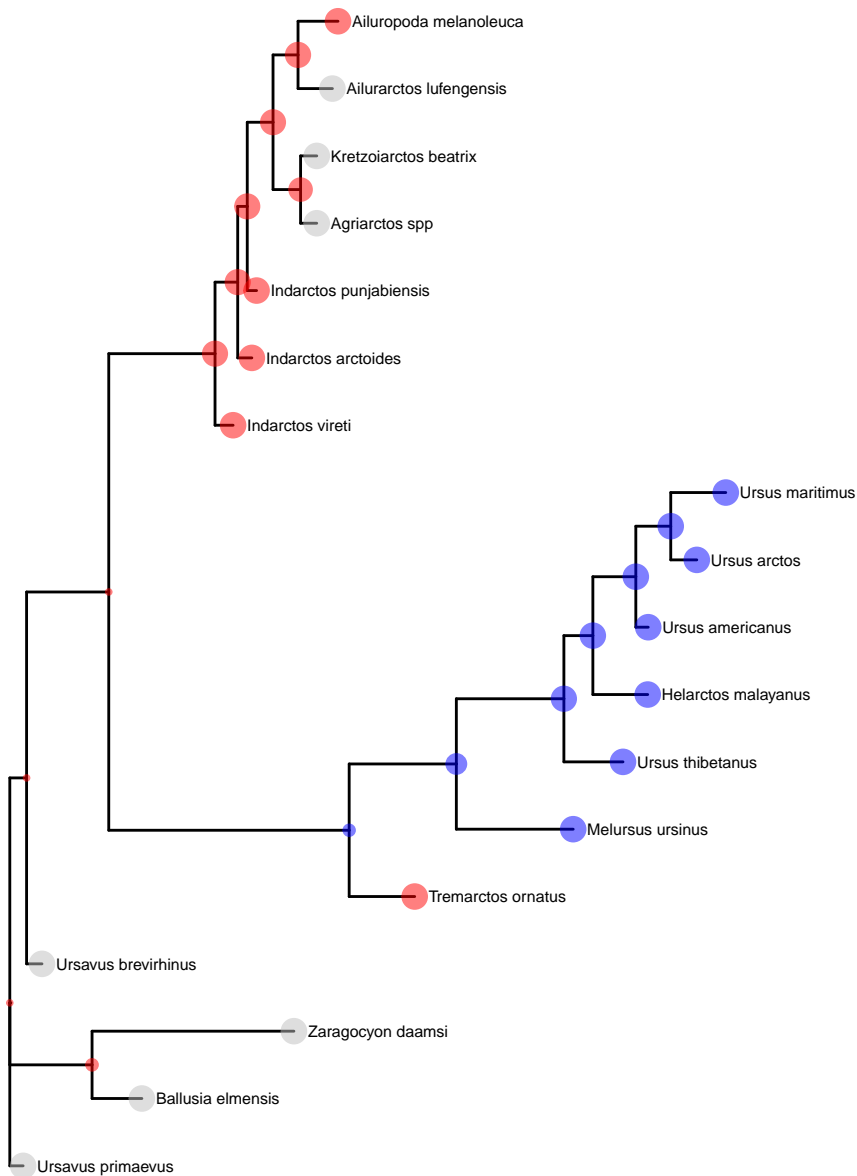 Ailuropoda melanoleuca
Ailurarctos lufengensis
Kretzoiarctos beatrix
Agriarctos spp
Indarctos punjabiensis
Indarctos arctoides
Indarctos vireti
Ursus maritimus
Ursus arctos
Ursus americanus
Helarctos malayanus
Ursus thibetanus
Melursus ursinus
Tremarctos ornatus
Ursavus brevirhinus
Zaragocyon daamsi
Ballusia elmensis
Ursavus primaevus